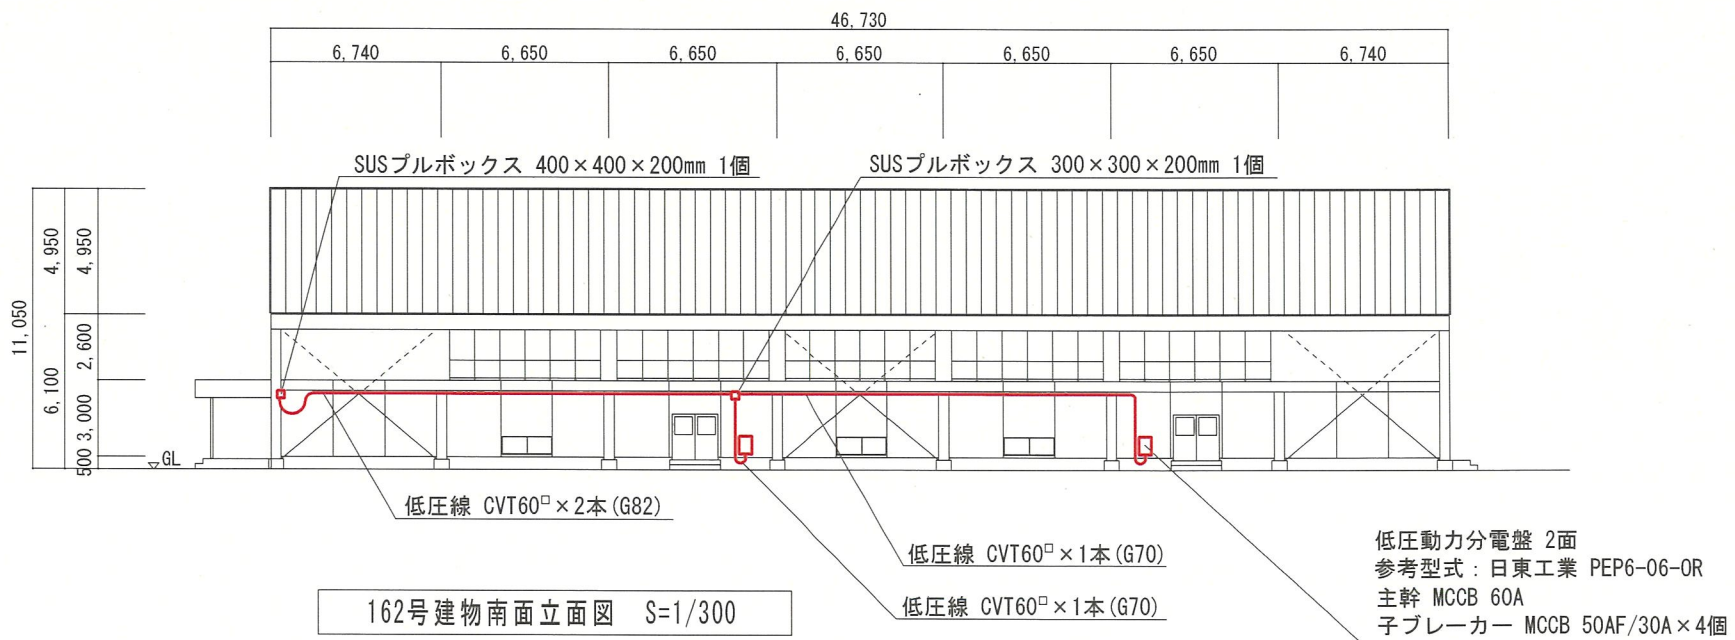 46,730
6,740 6,650 6,650 6,650 6,650 6,650 6,740
SUSプルボックス 400×400×200mm 1個
SUSプルボックス 300×300×200mm 1個
11,050
4,950
6,100
4,950
2,600
3,000
500
GL
低圧線 CVT60□×2本(G82)
低圧線 CVT60□×1本(G70)
低圧線 CVT60□×1本(G70)
162号建物南面立面図 S=1/300
低圧動力分電盤 2面
参考型式：日東工業 PEP6-06-0R
主幹 MCCB 60A
子ブレーカー MCCB 50AF/30A×4個